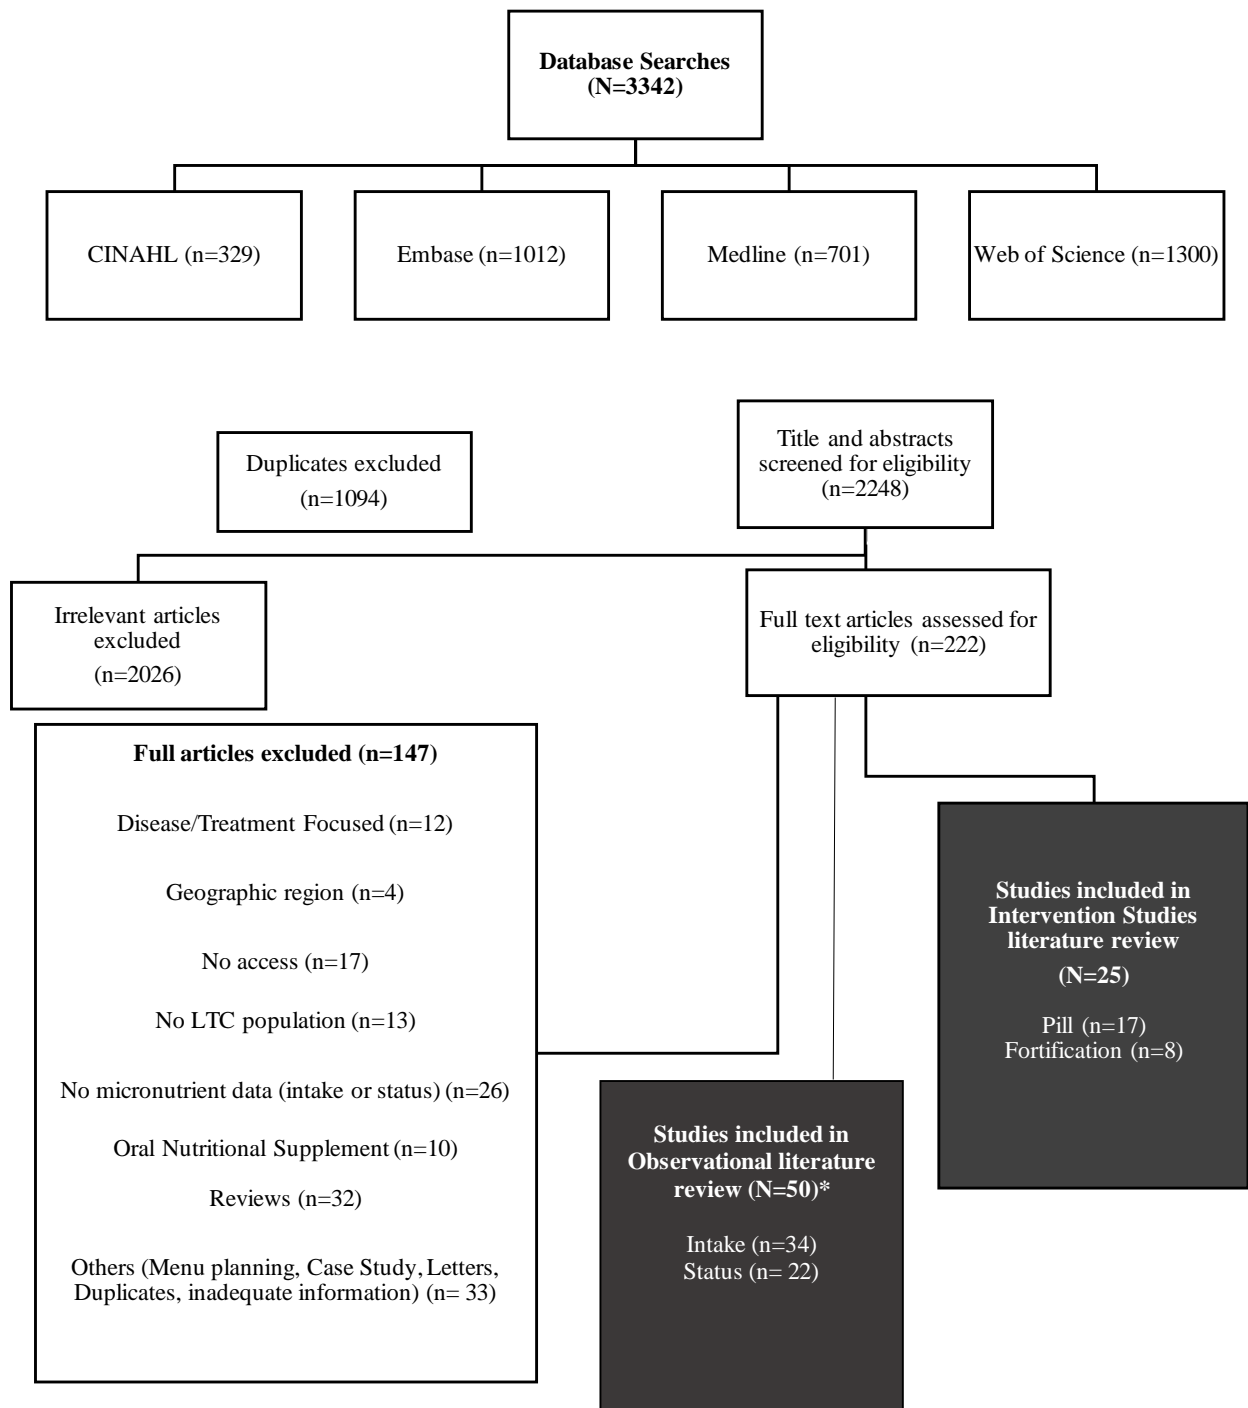 Database Searches
(N=3342)
CINAHL (n=329)
Embase (n=1012)
Medline (n=701)
Web of Science (n=1300)
Duplicates excluded
(n=1094)
Title and abstracts
screened for eligibility
(n=2248)
Irrelevant articles
excluded
(n=2026)
Full text articles assessed for
eligibility (n=222)
Full articles excluded (n=147)
Disease/Treatment Focused (n=12)
Geographic region (n=4)
No access (n=17)
No LTC population (n=13)
No micronutrient data (intake or status) (n=26)
Oral Nutritional Supplement (n=10)
Reviews (n=32)
Others (Menu planning, Case Study, Letters,
Duplicates, inadequate information) (n= 33)
Studies included in
Observational literature
review (N=50)*
Intake (n=34)
Status (n= 22)
Studies included in
Intervention Studies
literature review
(N=25)
Pill (n=17)
Fortification (n=8)